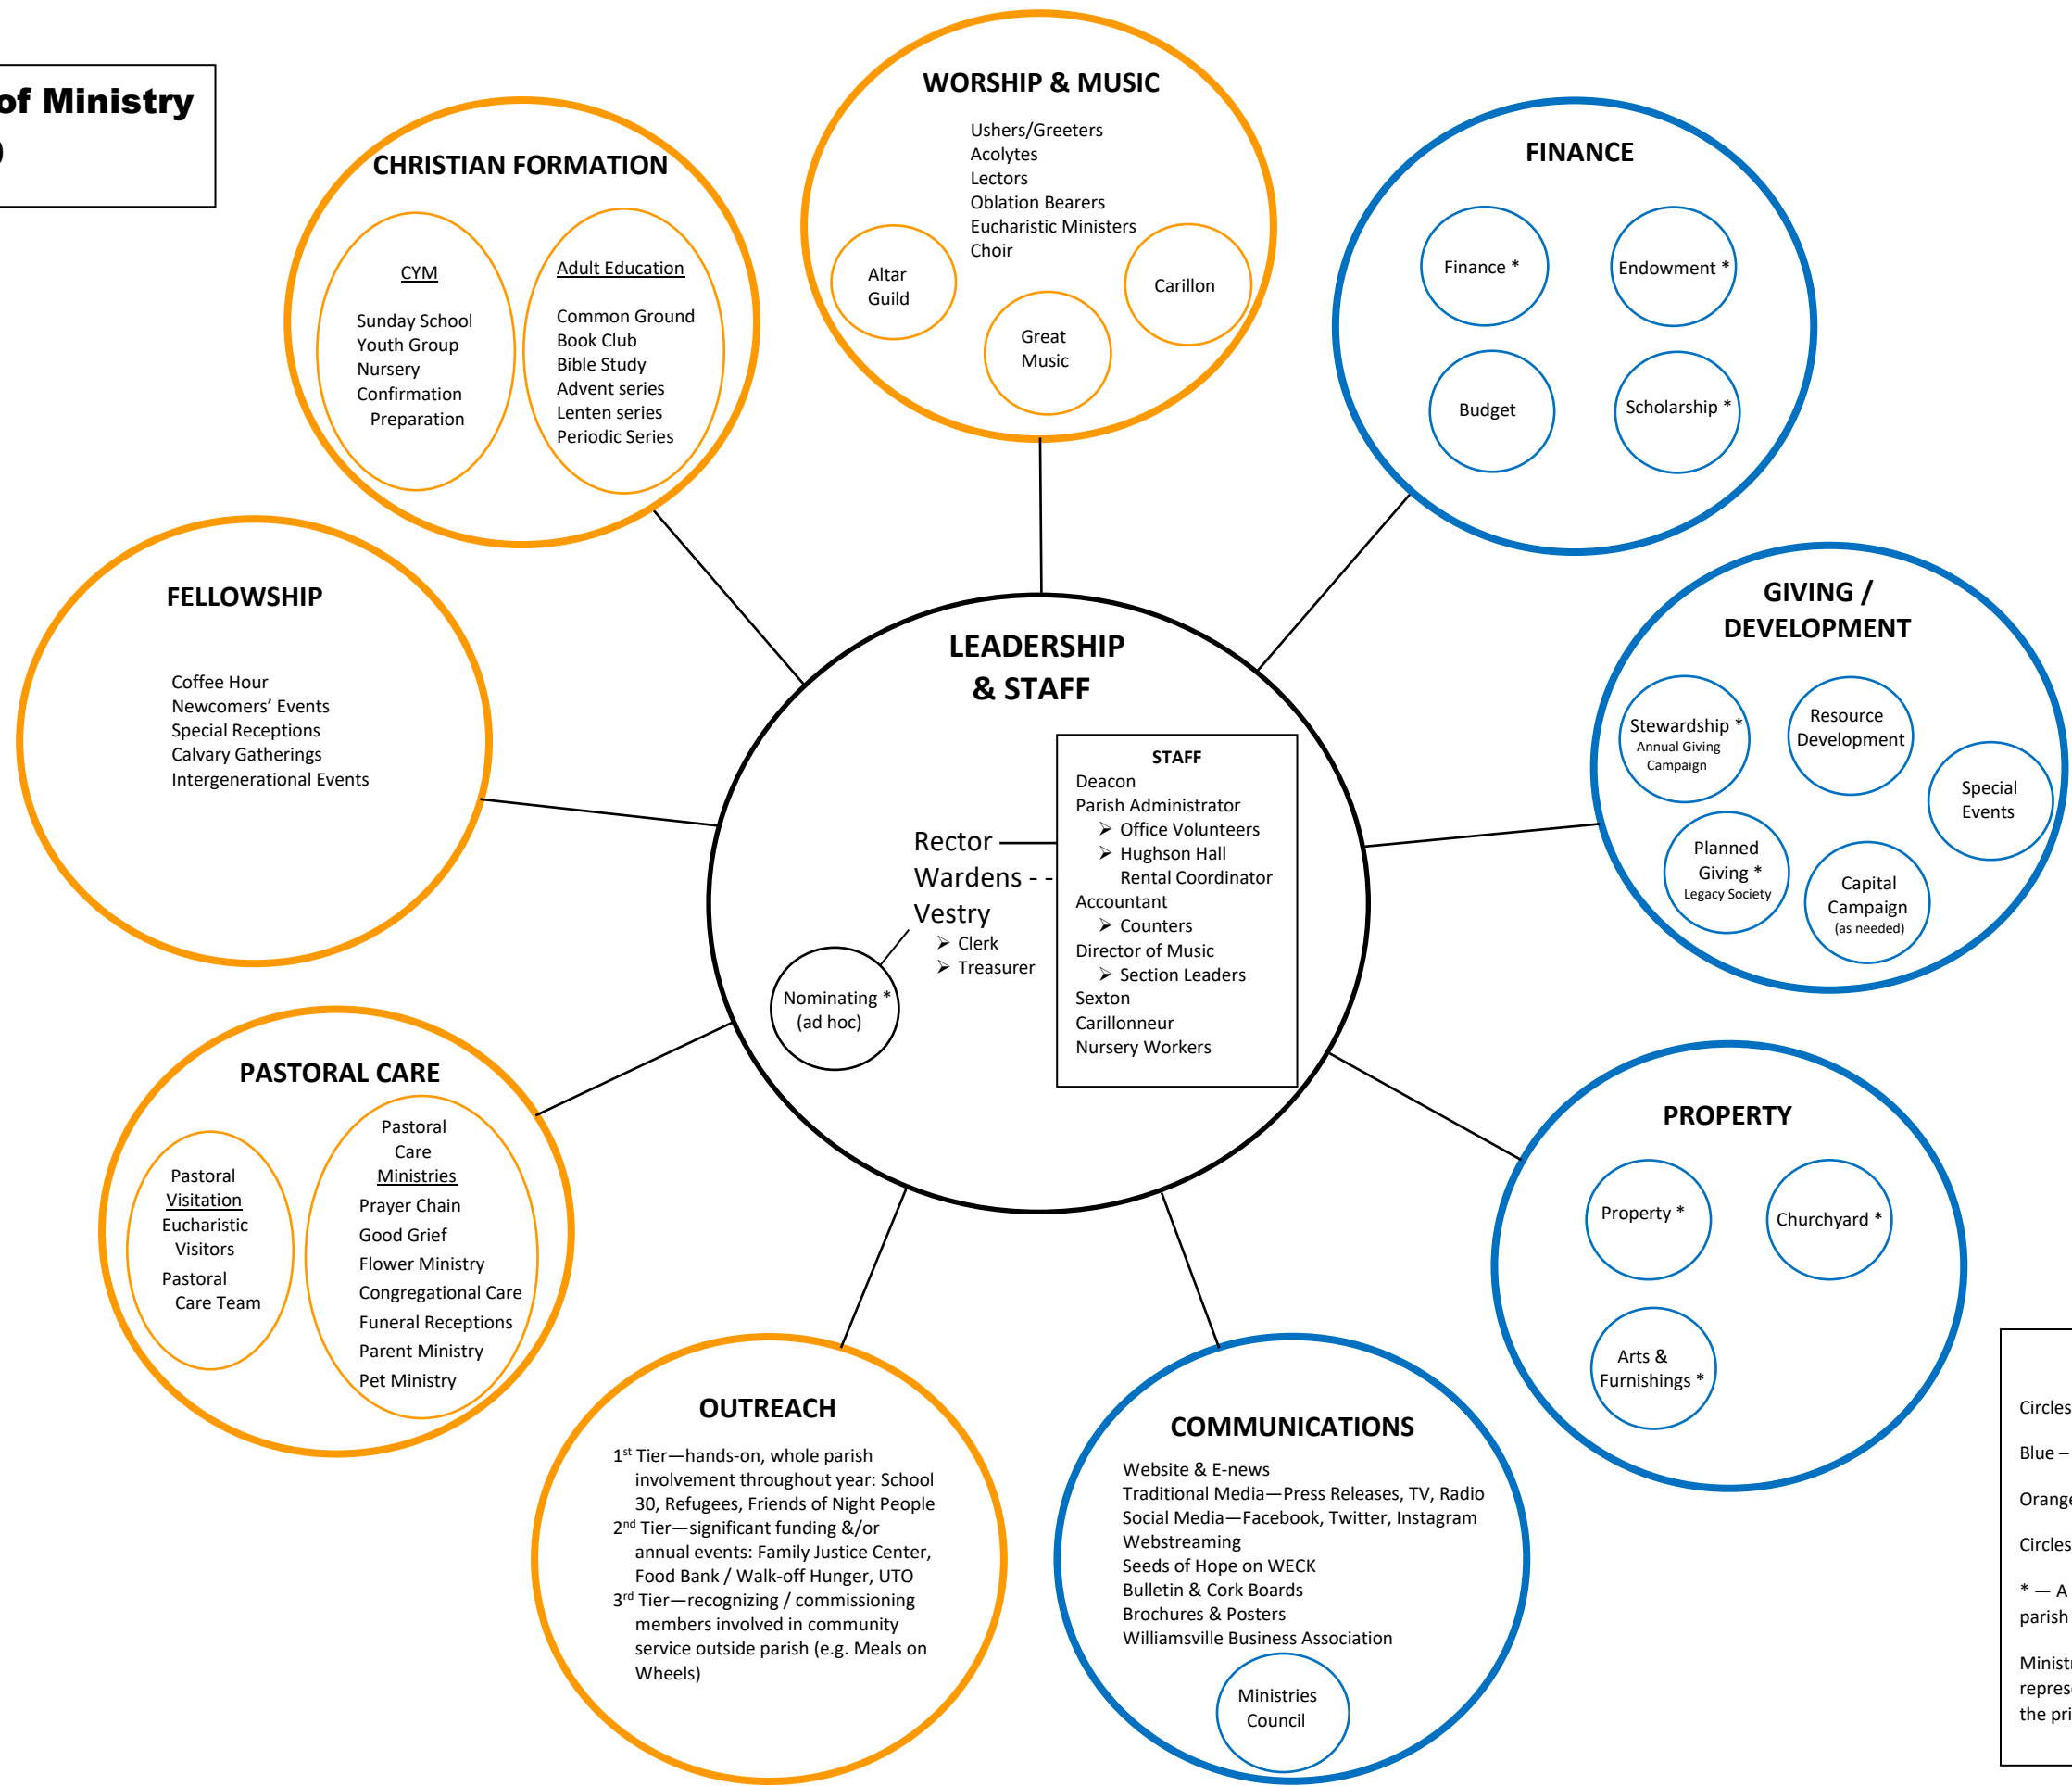 of Ministry
WORSHIP & MUSIC
Ushers/Greeters
Acolytes
Lectors
Oblation Bearers
Eucharistic Ministers
Choir
Altar
Guild
Great
Music
Carillon
CHRISTIAN FORMATION
CYM
Sunday School
Youth Group
Nursery
Confirmation
Preparation
Adult Education
Common Ground
Book Club
Bible Study
Advent series
Lenten series
Periodic Series
FINANCE
Finance *
Endowment *
Budget
Scholarship *
FELLOWSHIP
Coffee Hour
Newcomers’ Events
Special Receptions
Calvary Gatherings
Intergenerational Events
LEADERSHIP
& STAFF
Rector
Wardens - -
Vestry
➢ Clerk
➢ Treasurer
Nominating *
(ad hoc)
STAFF
Deacon
Parish Administrator
➢ Office Volunteers
➢ Hughson Hall
Rental Coordinator
Accountant
➢ Counters
Director of Music
➢ Section Leaders
Sexton
Carillonneur
Nursery Workers
GIVING /
DEVELOPMENT
Stewardship *
Annual Giving
Campaign
Resource
Development
Special
Events
Planned
Giving *
Legacy Society
Capital
Campaign
(as needed)
PASTORAL CARE
Pastoral
Visitation
Eucharistic
Visitors
Pastoral
Care Team
Pastoral
Care
Ministries
Prayer Chain
Good Grief
Flower Ministry
Congregational Care
Funeral Receptions
Parent Ministry
Pet Ministry
PROPERTY
Property *
Churchyard *
Arts &
Furnishings *
OUTREACH
1st Tier—hands-on, whole parish
involvement throughout year: School
30, Refugees, Friends of Night People
2nd Tier—significant funding &/or
annual events: Family Justice Center,
Food Bank / Walk-off Hunger, UTO
3rd Tier—recognizing / commissioning
members involved in community
service outside parish (e.g. Meals on
Wheels)
COMMUNICATIONS
Website & E-news
Traditional Media—Press Releases, TV, Radio
Social Media—Facebook, Twitter, Instagram
Webstreaming
Seeds of Hope on WECK
Bulletin & Cork Boards
Brochures & Posters
Williamsville Business Association
Ministries
Council
Circles
Blue –
Orange
Circles
* — A
parish
the